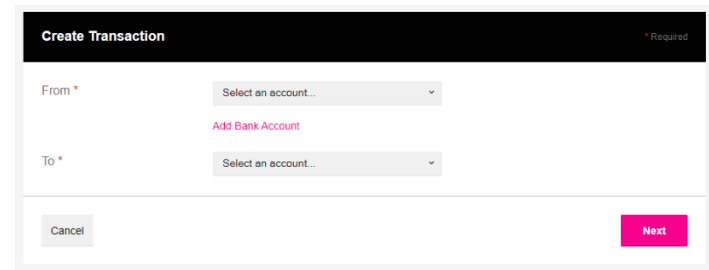 Create Transaction
* Required
From *
Select an account...
Add Bank Account
To *
Select an account...
Cancel
Next